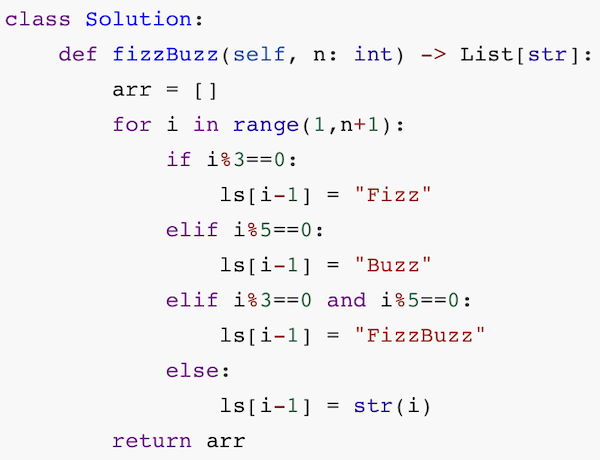 class Solution:
    def fizzBuzz(self, n: int) -> List[str]:
        arr = []
        for i in range(1,n+1):
            if i%3==0:
                ls[i-1] = "Fizz"
            elif i%5==0:
                ls[i-1] = "Buzz"
            elif i%3==0 and i%5==0:
                ls[i-1] = "FizzBuzz"
            else:
                ls[i-1] = str(i)
        return arr